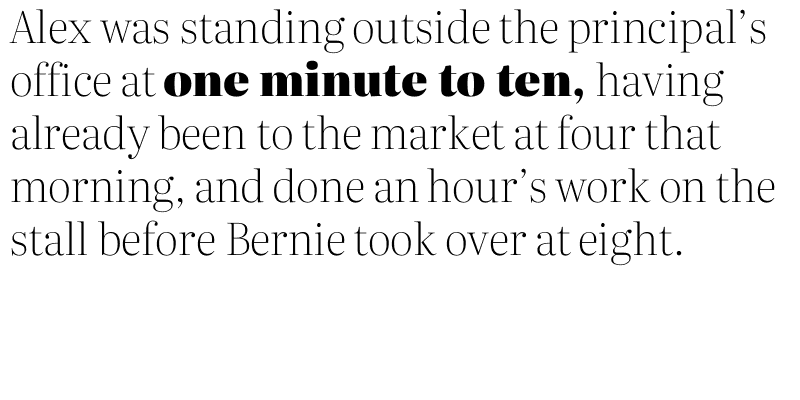 Alex was standing outside the principal’s
office at one minute to ten, having
already been to the market at four that
morning, and done an hour’s work on the
stall before Bernie took over at eight.